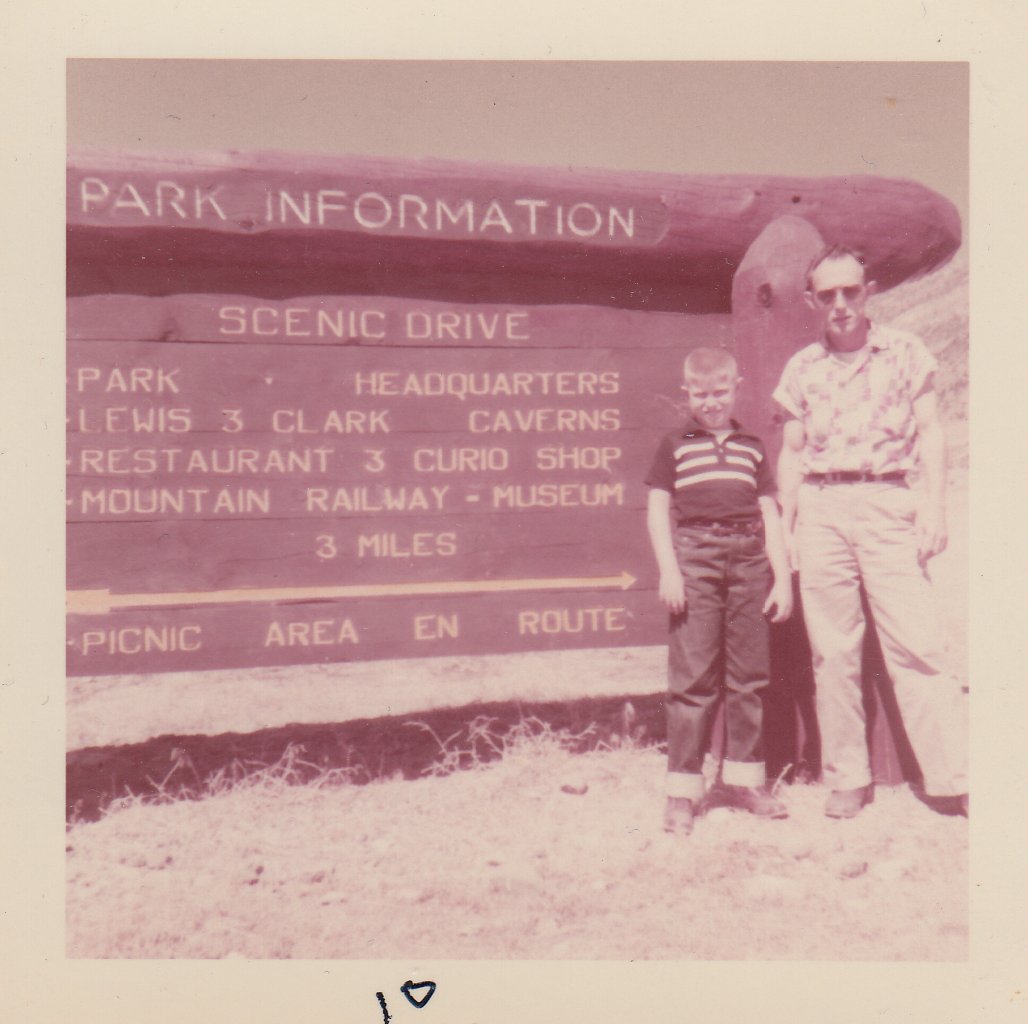 PARK INFORMATION
SCENIC DRIVE
-PARK HEADQUARTERS
-LEWIS & CLARK CAVERNS
-RESTAURANT & CURIO SHOP
-MOUNTAIN RAILWAY - MUSEUM
3 MILES
-PICNIC AREA EN ROUTE
10